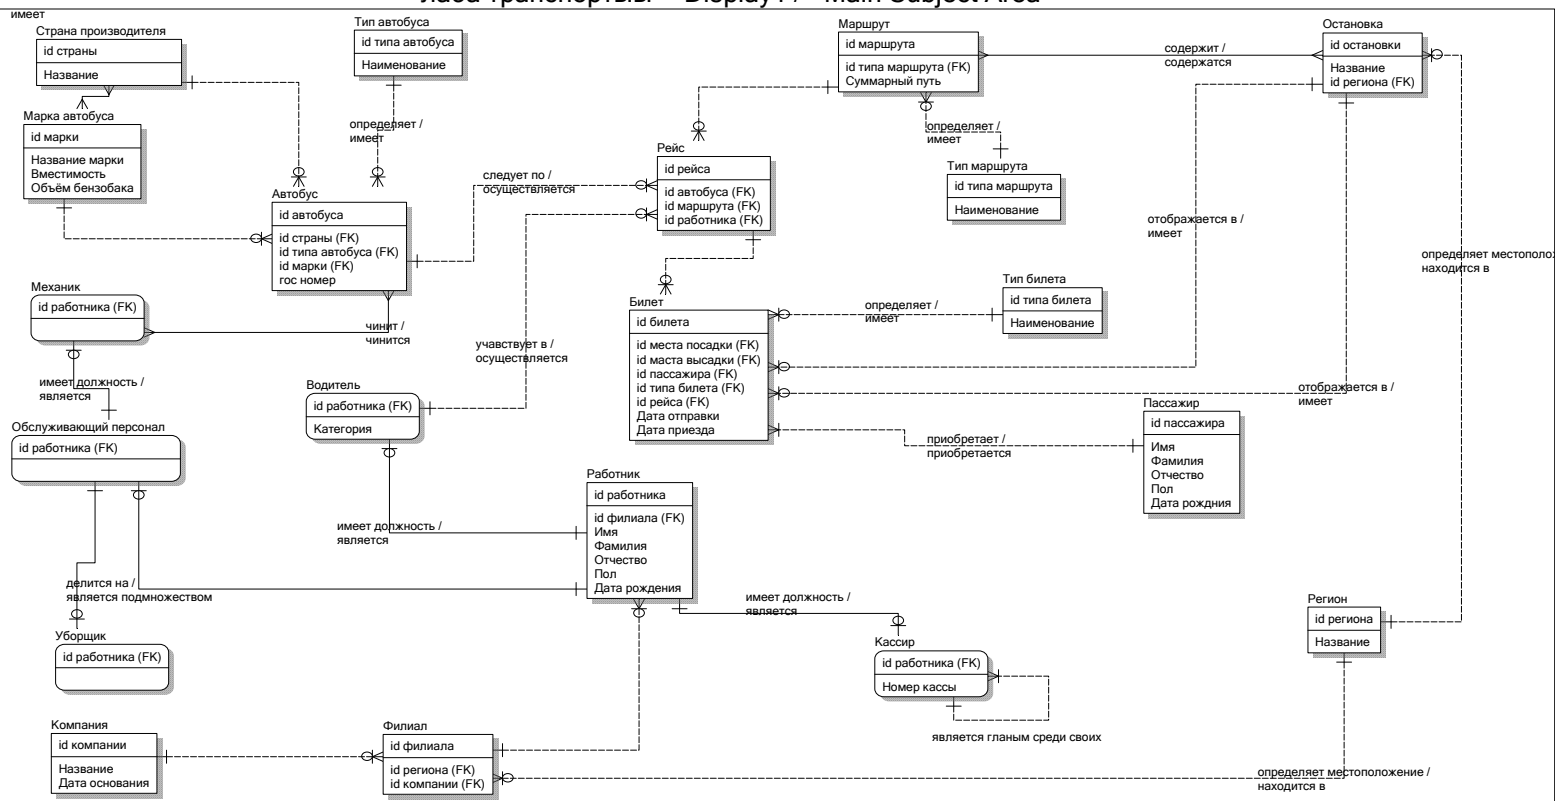 Display1 / "Main Subject Area"
имеет
Страна производителя
id страны
Название
Тип автобуса
id типа автобуса
Наименование
Маршрут
id маршрута
id типа маршрута (FK)
Суммарный путь
содержит /
содержатся
Остановка
id остановки
Название
id региона (FK)
Марка автобуса
id марки
Название марки
Вместимость
Объём бензобака
определяет /
имеет
определяет /
имеет
Тип маршрута
id типа маршрута
Наименование
Рейс
id рейса
id автобуса (FK)
id маршрута (FK)
id работника (FK)
следует по /
осуществляется
Автобус
id автобуса
id страны (FK)
id типа автобуса (FK)
id марки (FK)
гос номер
отображается в /
имеет
определяет местополо
находится в
Механик
id работника (FK)
чинит /
чинится
учавствует в /
осуществляется
Билет
id билета
id места посадки (FK)
id маста высадки (FK)
id пассажира (FK)
id типа билета (FK)
id рейса (FK)
Дата отправки
Дата приезда
определяет /
имеет
Тип билета
id типа билета
Наименование
имеет должность /
является
Водитель
id работника (FK)
Категория
отображается в /
имеет
Пассажир
id пассажира
Имя
Фамилия
Отчество
Пол
Дата рождния
приобретает /
приобретается
Обслуживающий персонал
id работника (FK)
Работник
id работника
id филиала (FK)
Имя
Фамилия
Отчество
Пол
Дата рождения
имеет должность /
является
делится на /
является подмножеством
имеет должность /
является
Регион
id региона
Название
Уборщик
id работника (FK)
Кассир
id работника (FK)
Номер кассы
является гланым среди своих
Компания
id компании
Название
Дата основания
Филиал
id филиала
id региона (FK)
id компании (FK)
определяет местоположение /
находится в